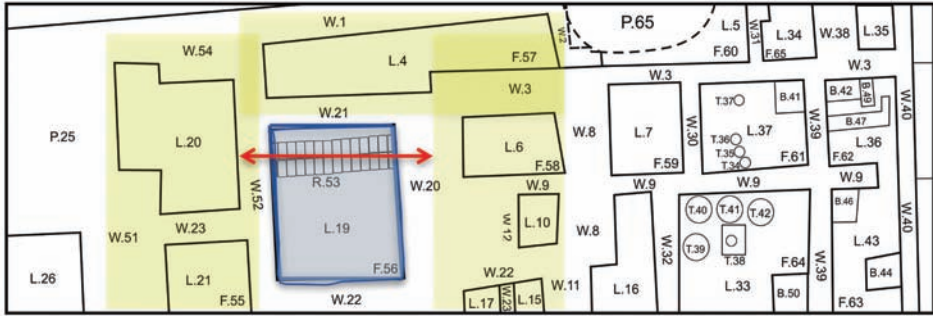 W.1
P.65
L.5
W.31
L.34
W.38
L.35
W.54
L.4
W.2
F.57
F.60
F.65
W.3
W.3
W.3
P.25
L.20
W.21
W.8
L.7
W.30
T.37
B.41
L.37
W.39
B.42
B.49
B.47
W.40
L.6
F.58
F.59
T.36
T.35
T.34
F.61
F.62
L.36
R.53
W.52
W.20
W.9
W.9
W.9
W.9
W.51
W.23
L.19
W.12
L.10
W.8
W.32
T.40
T.41
T.42
T.39
T.38
B.46
L.43
W.40
L.26
L.21
F.55
F.56
W.22
W.22
L.17
W.23
L.15
W.11
L.16
L.33
F.64
B.50
W.39
B.44
F.63